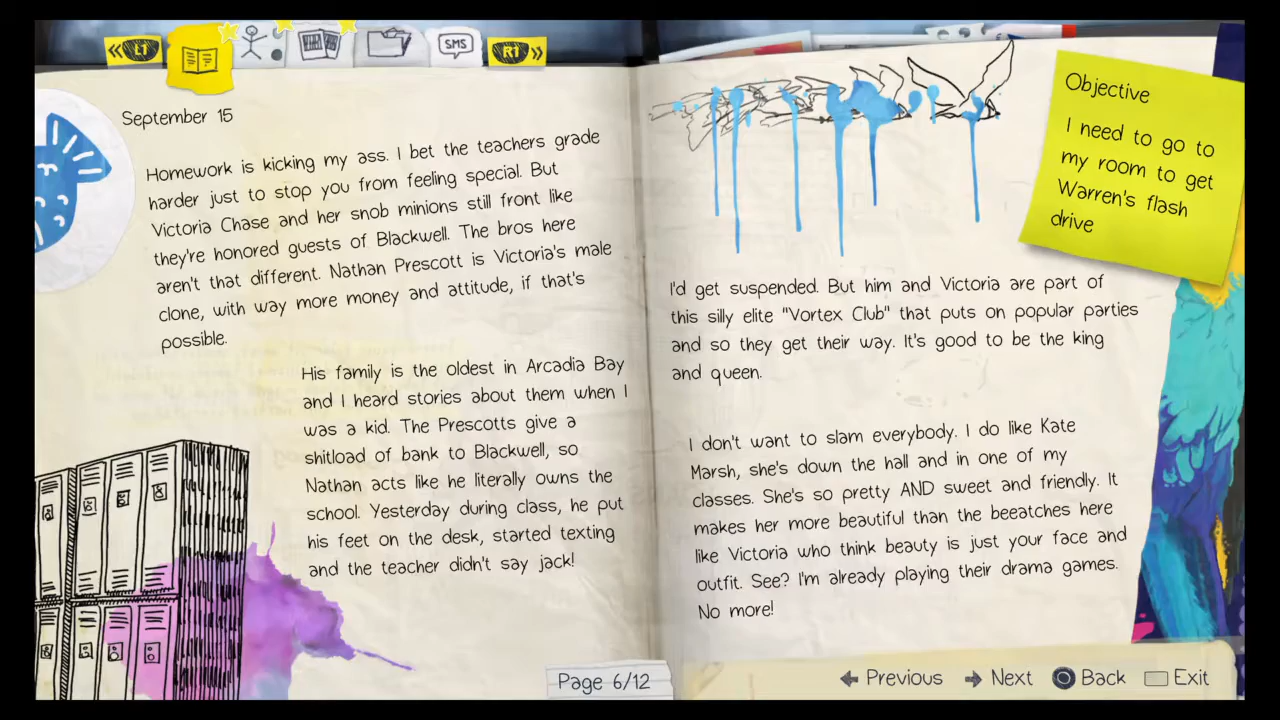 L1
SMS
R1
September 15
Homework is kicking my ass. I bet the teachers grade
harder just to stop you from feeling special. But
Victoria Chase and her snob minions still front like
they're honored guests of Blackwell. The bros here
aren't that different. Nathan Prescott is Victoria's male
clone, with way more money and attitude, if that's
possible.
His family is the oldest in Arcadia Bay
and I heard stories about them when I
was a kid. The Prescotts give a
shitload of bank to Blackwell, so
Nathan acts like he literally owns the
school. Yesterday during class, he put
his feet on the desk, started texting
and the teacher didn't say jack!
I'd get suspended. But him and Victoria are part of
this silly elite "Vortex Club" that puts on popular parties
and so they get their way. It's good to be the king
and queen.
I don't want to slam everybody. I do like Kate
Marsh, she's down the hall and in one of my
classes. She's so pretty AND sweet and friendly. It
makes her more beautiful than the beeatches here
like Victoria who think beauty is just your face and
outfit. See? I'm already playing their drama games.
No more!
Objective
I need to go to
my room to get
Warren's flash
drive
Page 6/12
Previous
Next
Back
Exit